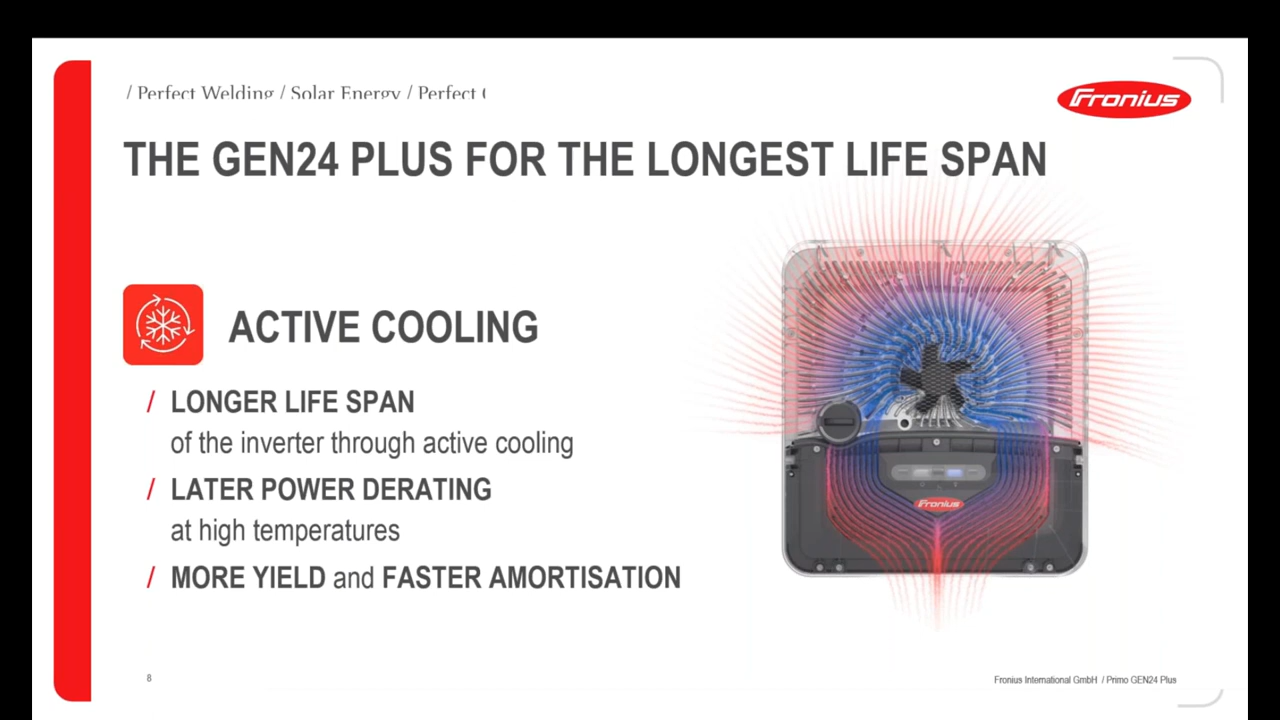 / Perfect Welding / Solar Energy / Perfect
Fronius
THE GEN24 PLUS FOR THE LONGEST LIFE SPAN
ACTIVE COOLING
/ LONGER LIFE SPAN
of the inverter through active cooling
/ LATER POWER DERATING
at high temperatures
Fronius
/ MORE YIELD and FASTER AMORTISATION
8
Fronius International GmbH / Primo GEN24 Plus